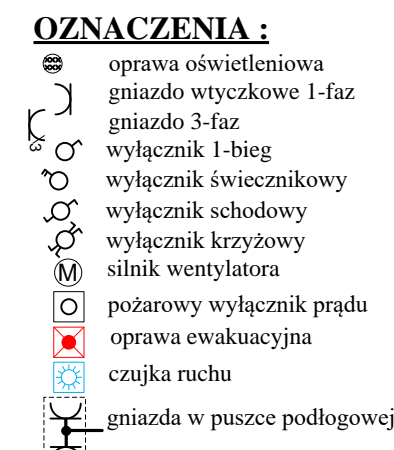 OZNACZENIA :
oprawa oświetleniowa
gniazdo wtyczkowe 1-faz
gniazdo 3-faz
3
wyłącznik 1-bieg
wyłącznik świecznikowy
wyłącznik schodowy
wyłącznik krzyżowy
M silnik wentylatora
pożarowy wyłącznik prądu
oprawa ewakuacyjna
czujka ruchu
gniazda w puszce podłogowej